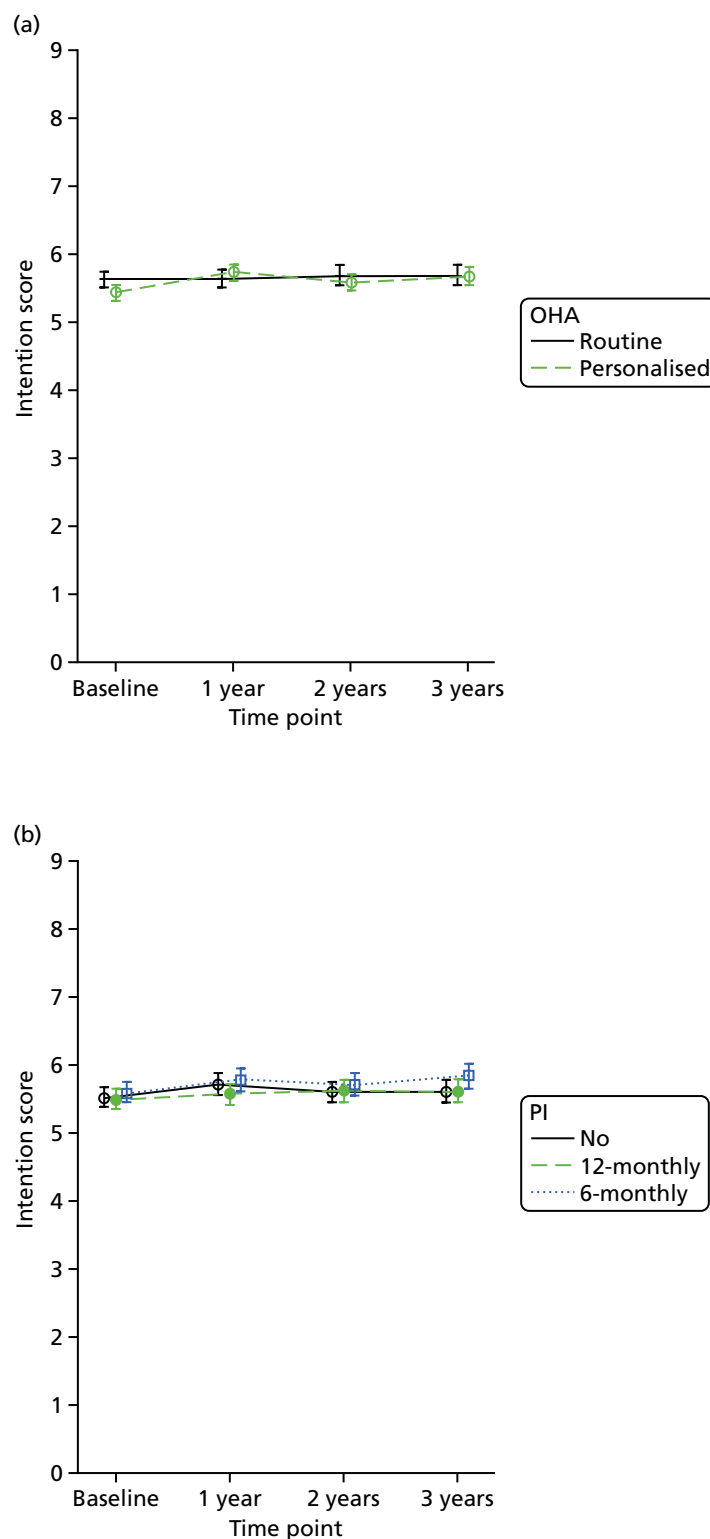 (a)
9
8
7
6
5
4
3
2
1
0
Intention score
Baseline 1 year 2 years 3 years
Time point
OHA
Routine
Personalised
(b)
9
8
7
6
5
4
3
2
1
0
Intention score
Baseline 1 year 2 years 3 years
Time point
PI
No
12-monthly
6-monthly